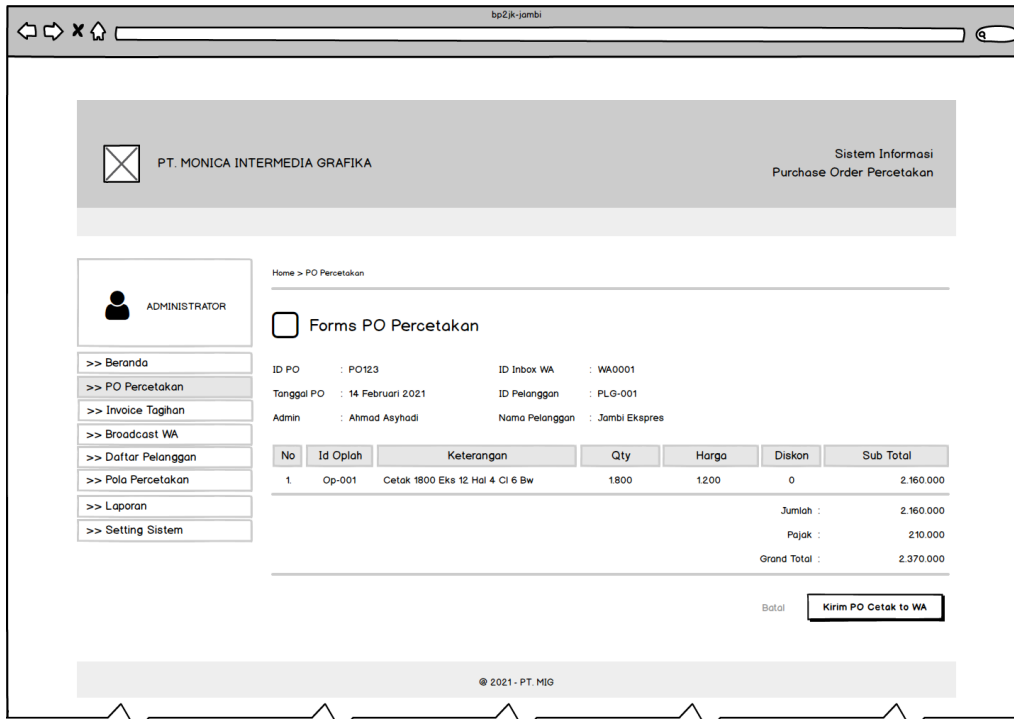 bp2jk-jambi
PT. MONICA INTERMEDIA GRAFIKA
Sistem Informasi
Purchase Order Percetakan
ADMINISTRATOR
>> Beranda
>> PO Percetakan
>> Invoice Tagihan
>> Broadcast WA
>> Daftar Pelanggan
>> Pola Percetakan
>> Laporan
>> Setting Sistem
Home > PO Percetakan
Forms PO Percetakan
ID PO : PO123 ID Inbox WA : WA0001
Tanggal PO : 14 Februari 2021 ID Pelanggan : PLG-001
Admin : Ahmad Asyhadi Nama Pelanggan : Jambi Ekspres
No Id Oplah Keterangan Qty Harga Diskon Sub Total
1. Op-001 Cetak 1800 Eks 12 Hal 4 Cl 6 Bw 1.800 1.200 0 2.160.000
Jumlah : 2.160.000
Pajak : 210.000
Grand Total : 2.370.000
Batal Kirim PO Cetak to WA
@ 2021 - PT. MIG